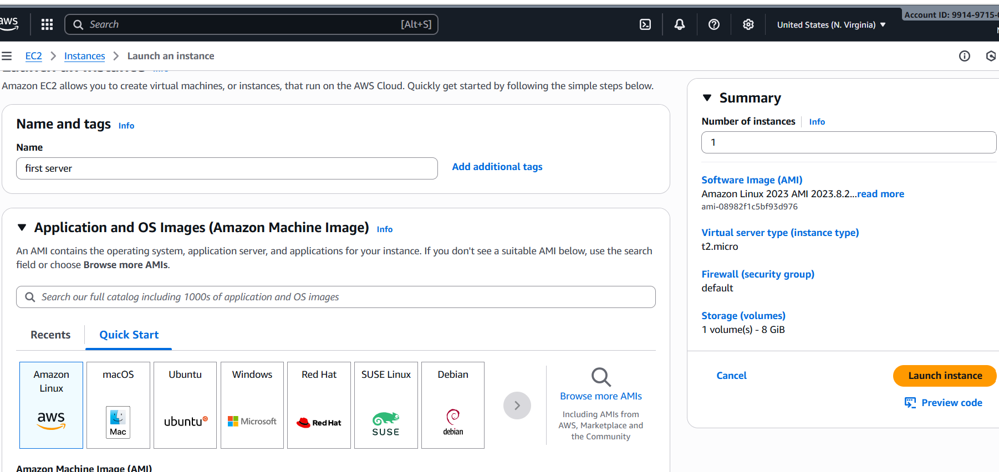 aws
Search [Alt+S]
United States (N. Virginia)
Account ID: 9914-9715-
EC2 Instances Launch an instance
Launch an instance Info
Amazon EC2 allows you to create virtual machines, or instances, that run on the AWS Cloud. Quickly get started by following the simple steps below.
Name and tags Info
Name
first server
Add additional tags
Application and OS Images (Amazon Machine Image) Info
An AMI contains the operating system, application server, and applications for your instance. If you don't see a suitable AMI below, use the search
field or choose Browse more AMIs.
Search our full catalog including 1000s of application and OS images
Recents
Quick Start
Amazon
Linux
aws
macOS
Mac
Ubuntu
ubuntu
Windows
Microsoft
Red Hat
Red Hat
SUSE Linux
SUSE
Debian
debian
Browse more AMIs
Including AMIs from
AWS, Marketplace and
the Community
Amazon Machine Image (AMI)
Summary
Number of instances Info
1
Software Image (AMI)
Amazon Linux 2023 AMI 2023.8.2...read more
ami-08982f1c5bf93d976
Virtual server type (instance type)
t2.micro
Firewall (security group)
default
Storage (volumes)
1 volume(s) - 8 GiB
Cancel
Launch instance
Preview code